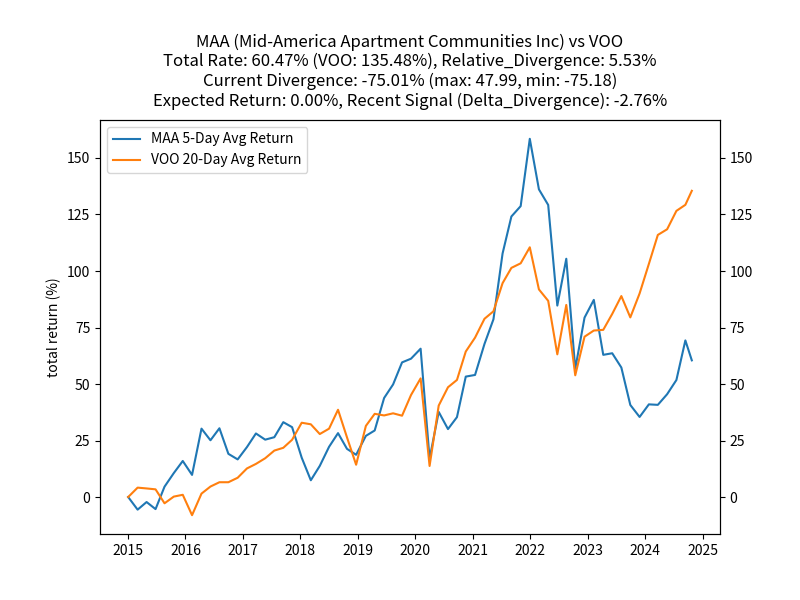 MAA (Mid-America Apartment Communities Inc) vs VOO
Total Rate: 60.47% (VOO: 135.48%), Relative_Divergence: 5.53%
Current Divergence: -75.01% (max: 47.99, min: -75.18)
Expected Return: 0.00%, Recent Signal (Delta_Divergence): -2.76%
MAA 5-Day Avg Return
VOO 20-Day Avg Return
total return (%)
150 150
125 125
100 100
75 75
50 50
25 25
0 0
2015 2016 2017 2018 2019 2020 2021 2022 2023 2024 2025